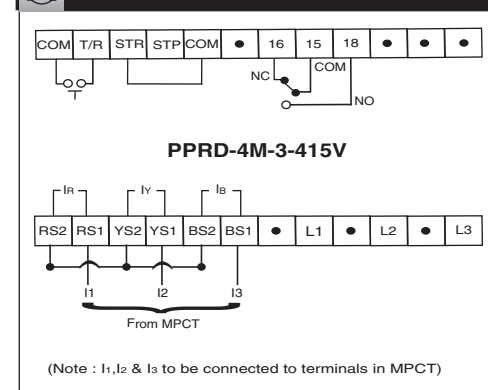 COM T/R STR STP COM • 16 15 18 • • •
NC COM
NO
PPRD-4M-3-415V
IR IY IB
RS2 RS1 YS2 YS1 BS2 BS1 • L1 • L2 • L3
I1 I2 I3
From MPCT
(Note : I1,I2 & I3 to be connected to terminals in MPCT)